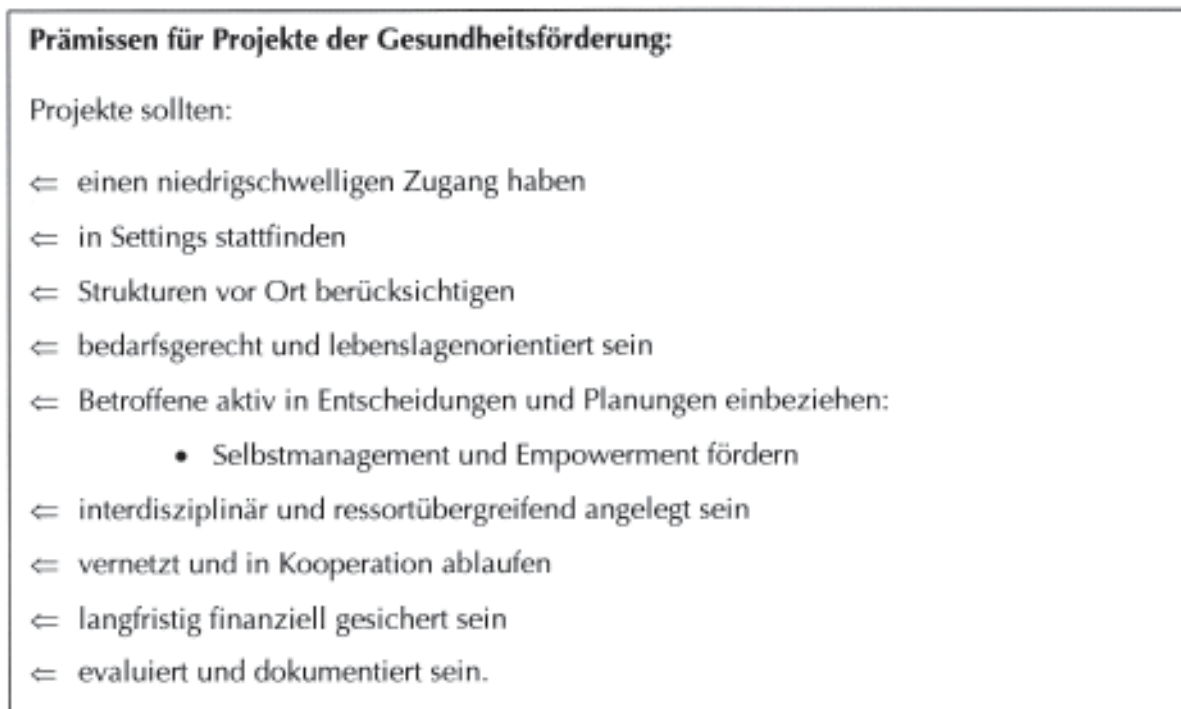 Prämissen für Projekte der Gesundheitsförderung:
Projekte sollten:
⇐ einen niedrigschwelligen Zugang haben
⇐ in Settings stattfinden
⇐ Strukturen vor Ort berücksichtigen
⇐ bedarfsgerecht und lebenslagenorientiert sein
⇐ Betroffene aktiv in Entscheidungen und Planungen einbeziehen:
• Selbstmanagement und Empowerment fördern
⇐ interdisziplinär und ressortübergreifend angelegt sein
⇐ vernetzt und in Kooperation ablaufen
⇐ langfristig finanziell gesichert sein
⇐ evaluiert und dokumentiert sein.